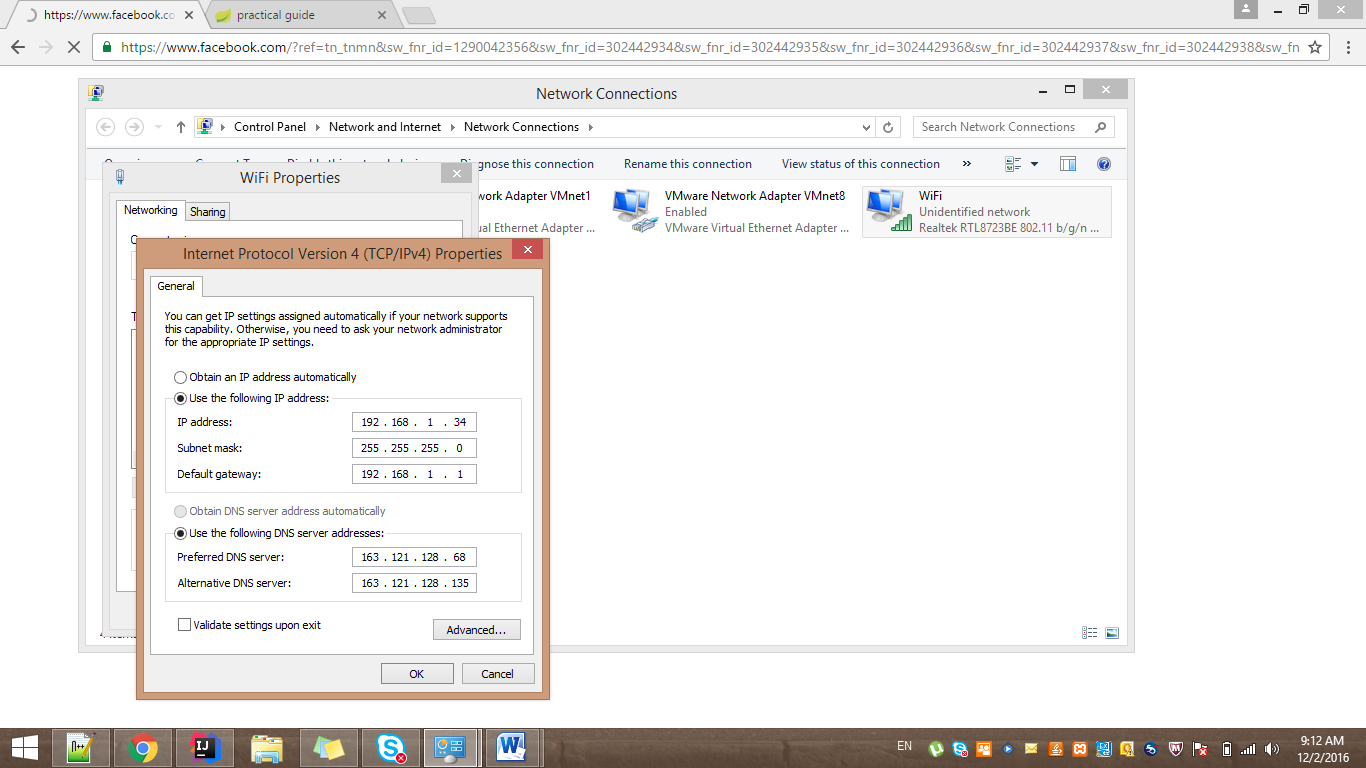 https://www.facebook.co
practical guide
https://www.facebook.com/?ref=tn_tnmn&sw_fnr_id=1290042356&sw_fnr_id=302442934&sw_fnr_id=302442935&sw_fnr_id=302442936&sw_fnr_id=302442937&sw_fnr_id=302442938&sw_fn
Network Connections
Control Panel
Network and Internet
Network Connections
Search Network Connections
gnose this connection
Rename this connection
View status of this connection
»
WiFi Properties
Networking
Sharing
work Adapter VMnet1
ual Ethernet Adapter ...
VMware Network Adapter VMnet8
Enabled
VMware Virtual Ethernet Adapter ...
WiFi
Unidentified network
Realtek RTL8723BE 802.11 b/g/n ...
Internet Protocol Version 4 (TCP/IPv4) Properties
General
You can get IP settings assigned automatically if your network supports
this capability. Otherwise, you need to ask your network administrator
for the appropriate IP settings.
Obtain an IP address automatically
Use the following IP address:
IP address: 192 . 168 . 1 . 34
Subnet mask: 255 . 255 . 255 . 0
Default gateway: 192 . 168 . 1 . 1
Obtain DNS server address automatically
Use the following DNS server addresses:
Preferred DNS server: 163 . 121 . 128 . 68
Alternative DNS server: 163 . 121 . 128 . 135
Validate settings upon exit
Advanced...
OK
Cancel
EN
9:12 AM
12/2/2016